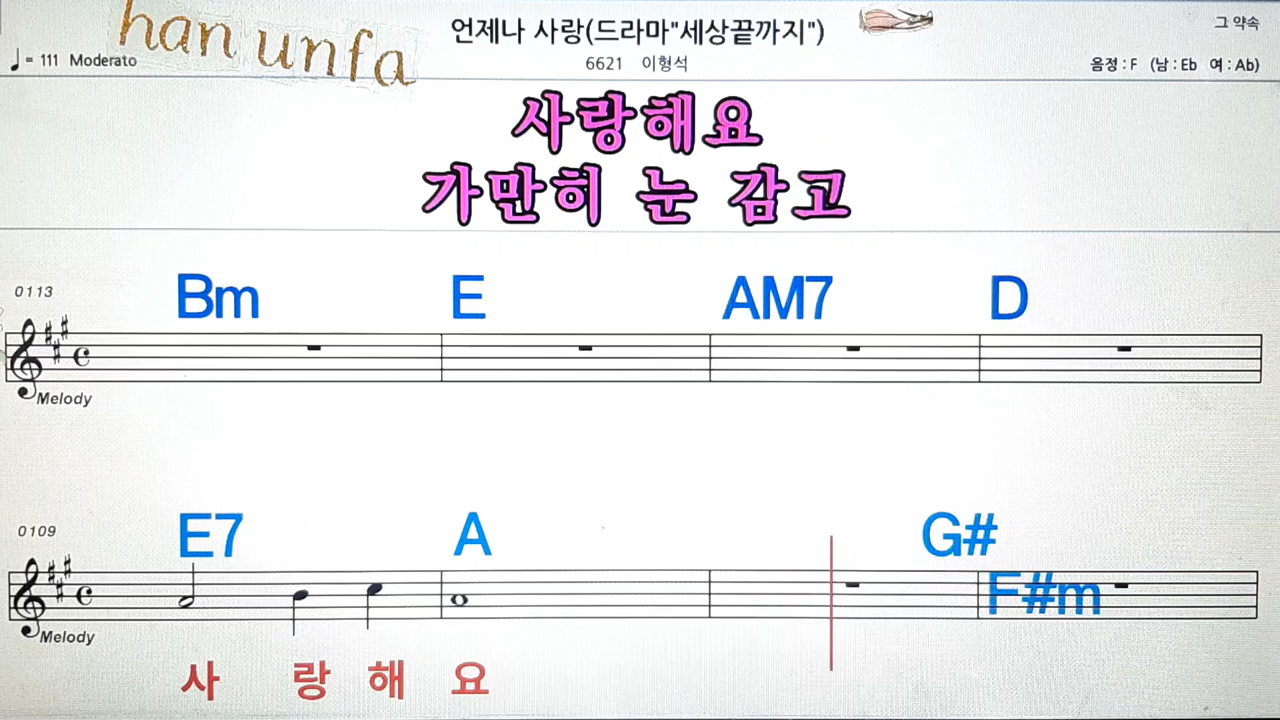 han unfa
언제나 사랑(드라마"세상끝까지")
그 약속
♩= 111 Moderato
6621 이형석
음정 : F (남 : Eb 여 : Ab)
사랑해요
가만히 눈 감고
0113
Bm E AM7 D
Melody
0109
E7 A G#
F#m
Melody
사 랑 해 요